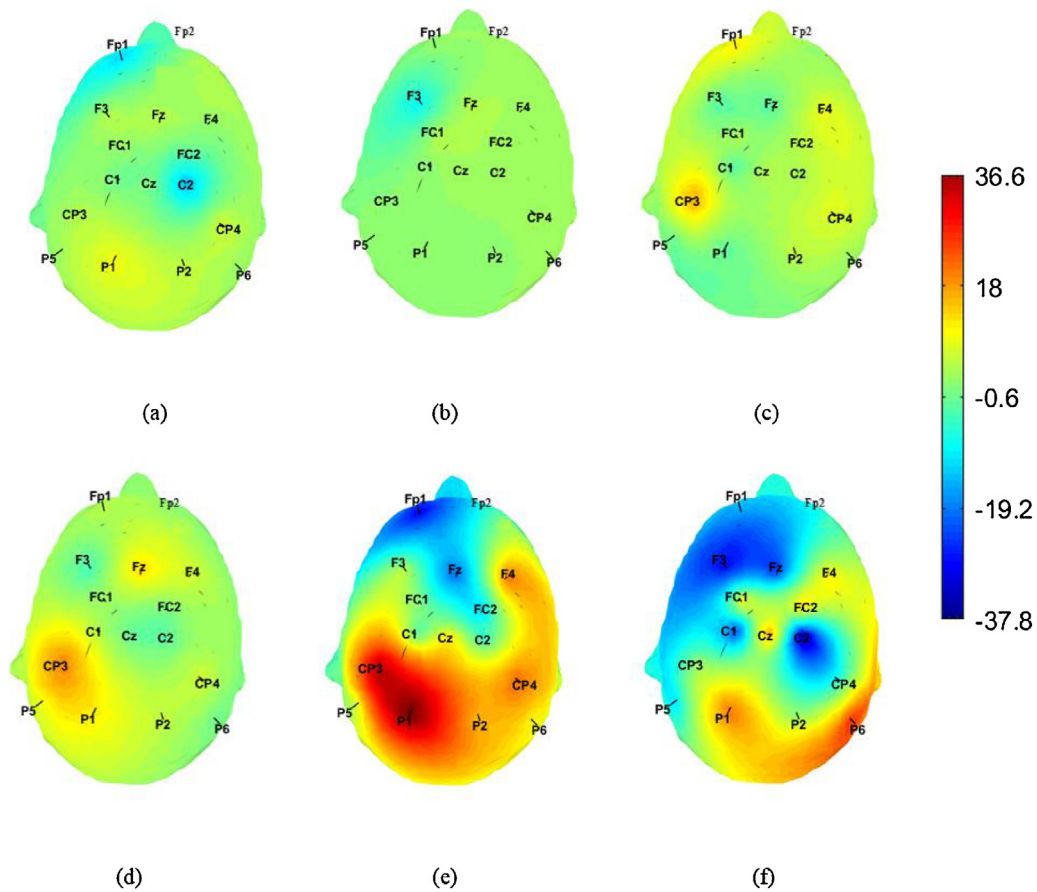 Fp1 Fp2
F3 Fz F4
FC1 FC2
C1 Cz C2
CP3 CP4
P5 P1 P2 P6
(a)
Fp1 Fp2
F3 Fz F4
FC1 FC2
Cz C2
CP3 CP4
P5 P1 P2 P6
(b)
Fp1 Fp2
F3 Fz F4
FC1 FC2
C1 Cz C2
CP3 CP4
P5 P1 P2 P6
(c)
36.6
18
-0.6
-19.2
-37.8
Fp1 Fp2
F3 Fz F4
FC1 FC2
C1 Cz C2
CP3 CP4
P5 P1 P2 P6
(d)
Fp1 Fp2
F3 Fz F4
FC1 FC2
C1 Cz C2
CP3 CP4
P5 P1 P2 P6
(e)
Fp1 Fp2
F3 Fz F4
FC1 FC2
C1 Cz C2
CP3 CP4
P5 P1 P2 P6
(f)